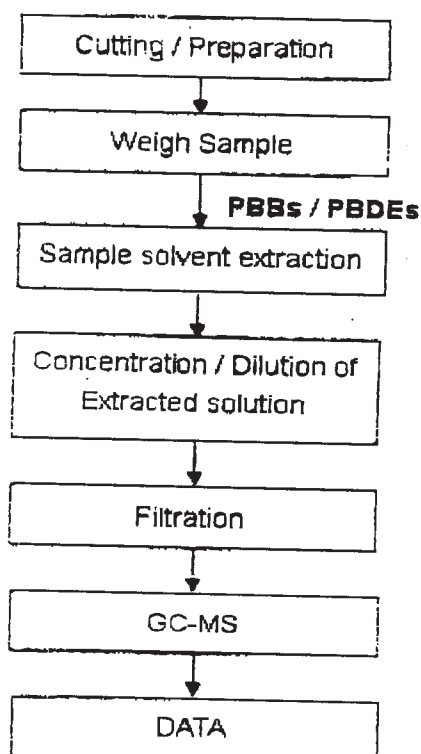 Cutting / Preparation
Weigh Sample
PBBs / PBDEs
Sample solvent extraction
Concentration / Dilution of
Extracted solution
Filtration
GC-MS
DATA